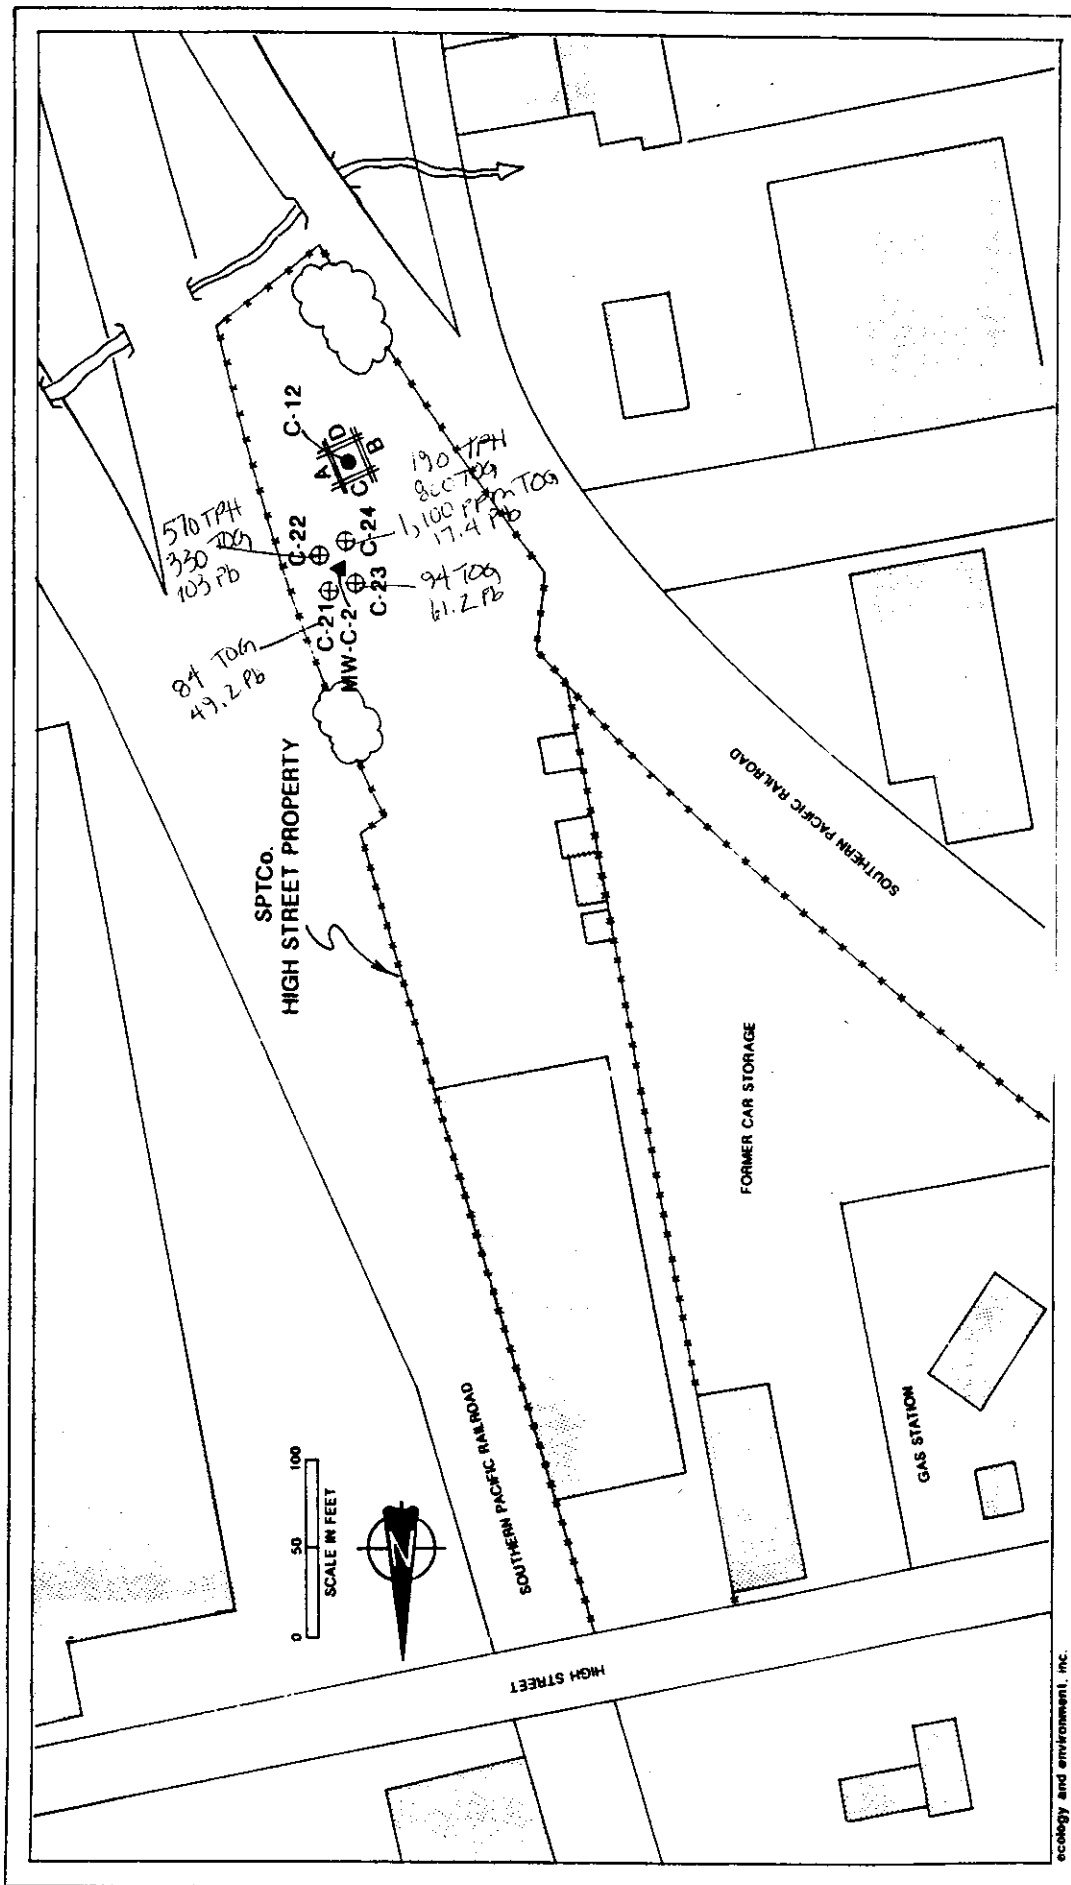 C-12
A
D
C
B
190 TPH
800 TOG
1,100 ppm TOG
17.4 Pb
570 TPH
330 TOG
103 Pb
C-22
C-24
94 TOG
61.2 Pb
C-23
C-21
MW-C-2
84 TOG
49.2 Pb
SPTCo.
HIGH STREET PROPERTY
SOUTHERN PACIFIC RAILROAD
FORMER CAR STORAGE
GAS STATION
SOUTHERN PACIFIC RAILROAD
0 50 100
SCALE IN FEET
N
HIGH STREET
ecology and environment, inc.